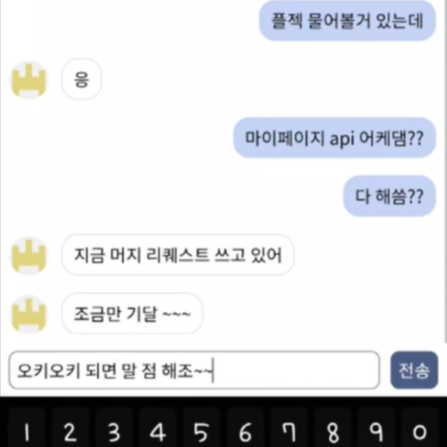 플젝 물어볼거 있는데
응
마이페이지 api 어케댐??
다 해씀??
지금 머지 리퀘스트 쓰고 있어
조금만 기달 ~~~
오키오키 되면 말 점 해조~~
전송
1 2 3 4 5 6 7 8 9 0